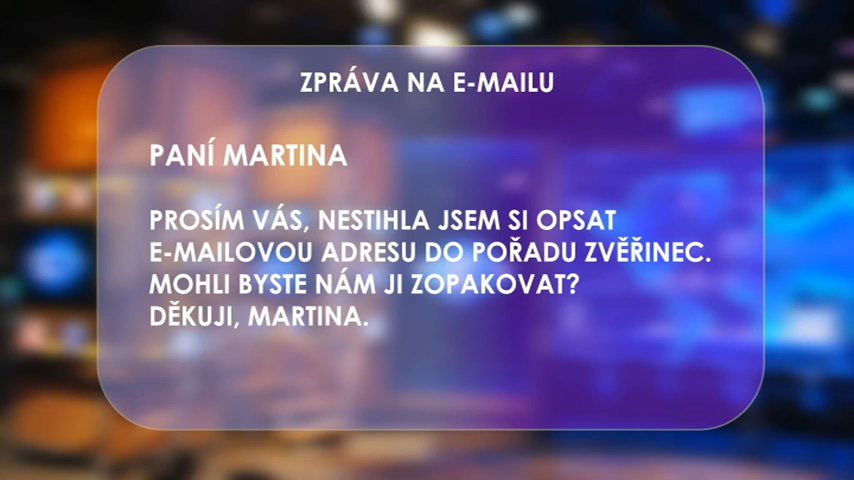 ZPRÁVA NA E-MAILU
PANÍ MARTINA
PROSÍM VÁS, NESTIHLA JSEM SI OPSAT
E-MAILOVOU ADRESU DO POŘADU ZVĚŘINEC.
MOHLI BYSTE NÁM JI ZOPAKOVAT?
DĚKUJI, MARTINA.